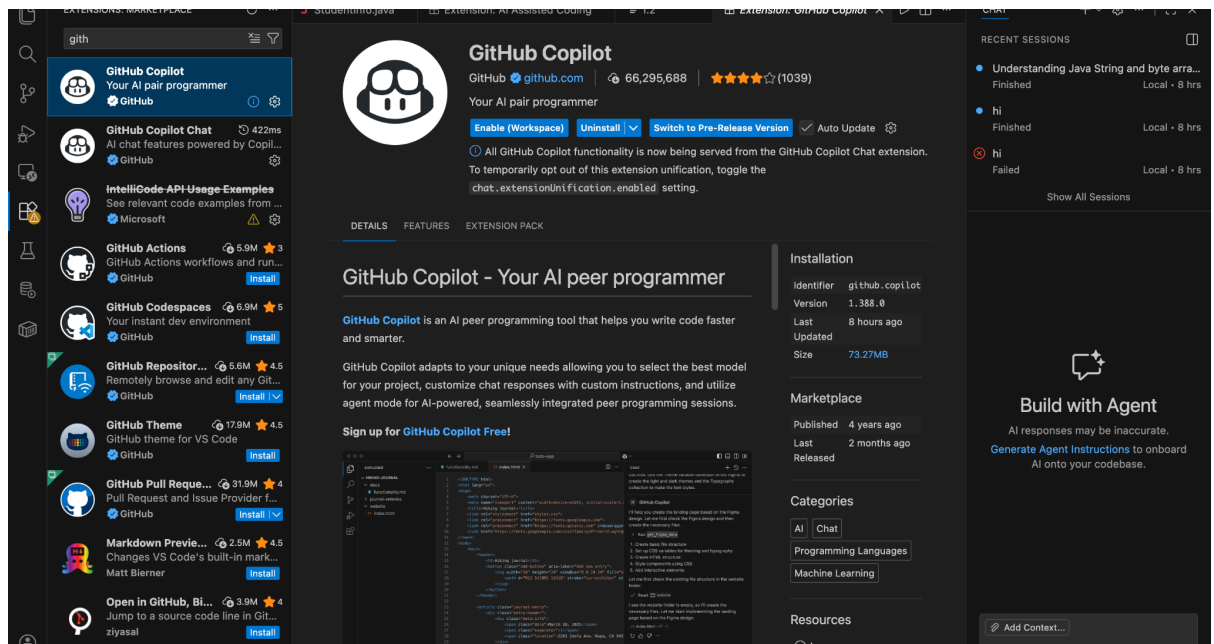 EXTENSIONS: MARKETPLACE
gith
GitHub Copilot
Your AI pair programmer
GitHub
GitHub Copilot Chat 422ms
AI chat features powered by Copil...
GitHub
IntelliCode API Usage Examples
See relevant code examples from ...
Microsoft
GitHub Actions 5.9M 3
GitHub Actions workflows and run...
GitHub Install
GitHub Codespaces 6.9M 5
Your instant dev environment
GitHub Install
GitHub Repositor... 5.6M 4.5
Remotely browse and edit any Git...
GitHub Install
GitHub Theme 17.9M 4.5
GitHub theme for VS Code
GitHub Install
GitHub Pull Reque... 31.9M 4
Pull Request and Issue Provider f...
GitHub Install
Markdown Previe... 2.5M 4.5
Changes VS Code's built-in mark...
Matt Bierner Install
Open in GitHub, Bi... 3.9M 4
Jump to a source code line in Git...
ziyasal Install
StudentInfo.java Extension: AI Assisted Coding 1.2 Extension: GitHub Copilot
GitHub Copilot
GitHub github.com 66,295,688 (1039)
Your AI pair programmer
Enable (Workspace) Uninstall Switch to Pre-Release Version Auto Update
All GitHub Copilot functionality is now being served from the GitHub Copilot Chat extension.
To temporarily opt out of this extension unification, toggle the
chat.extensionUnification.enabled setting.
DETAILS FEATURES EXTENSION PACK
GitHub Copilot - Your AI peer programmer
GitHub Copilot is an AI peer programming tool that helps you write code faster
and smarter.
GitHub Copilot adapts to your unique needs allowing you to select the best model
for your project, customize chat responses with custom instructions, and utilize
agent mode for AI-powered, seamlessly integrated peer programming sessions.
Sign up for GitHub Copilot Free!
Installation
Identifier github.copilot
Version 1.388.0
Last Updated 8 hours ago
Size 73.27MB
Marketplace
Published 4 years ago
Last Released 2 months ago
Categories
AI Chat
Programming Languages
Machine Learning
Resources
CHAT
RECENT SESSIONS
Understanding Java String and byte arra...
Finished Local • 8 hrs
hi
Finished Local • 8 hrs
hi
Failed Local • 8 hrs
Show All Sessions
Build with Agent
AI responses may be inaccurate.
Generate Agent Instructions to onboard
AI onto your codebase.
Add Context...